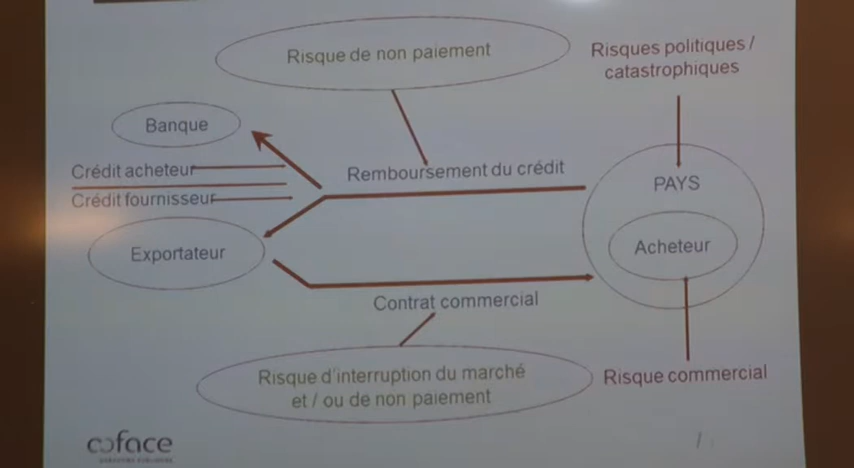 Risque de non paiement
Risques politiques /
catastrophiques
Banque
Crédit acheteur
Remboursement du crédit
PAYS
Crédit fournisseur
Acheteur
Exportateur
Contrat commercial
Risque d'interruption du marché
et / ou de non paiement
Risque commercial
coface